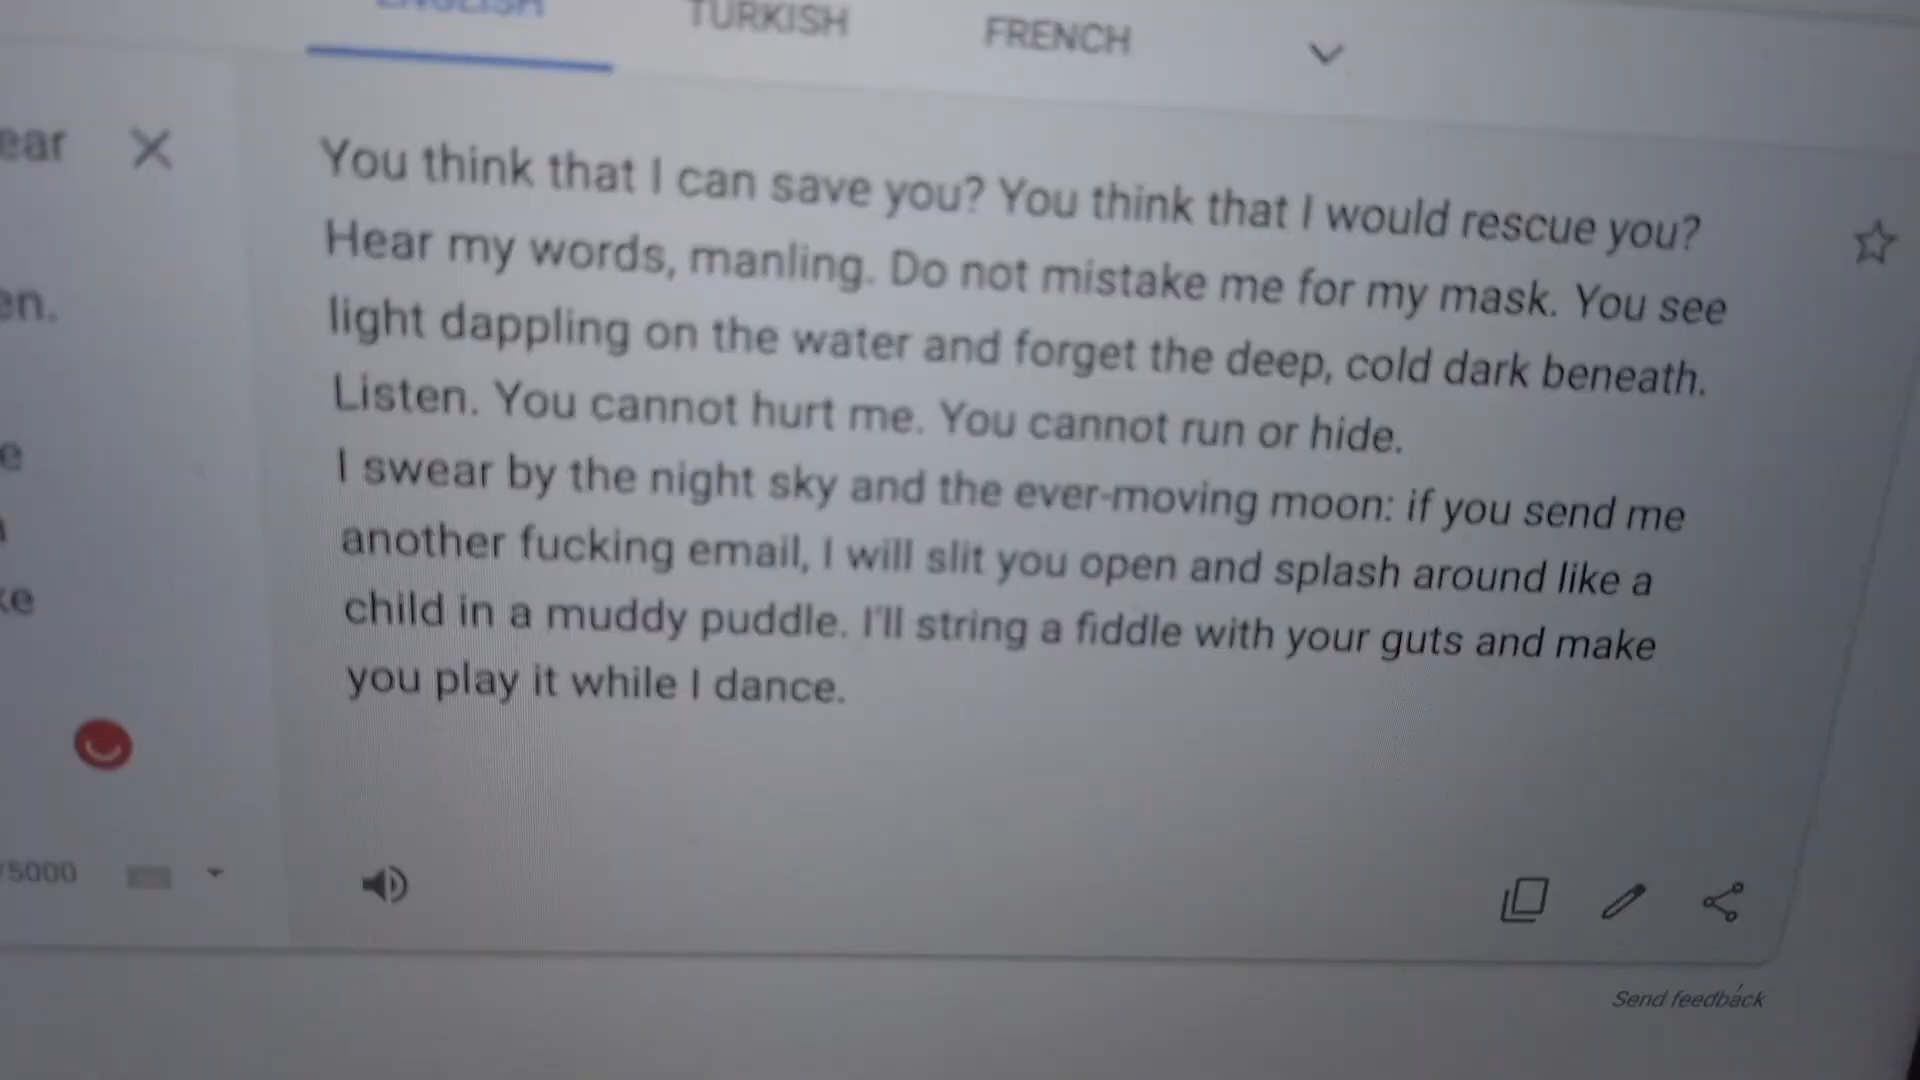 ENGLISH
TURKISH
FRENCH
ear
You think that I can save you? You think that I would rescue you?
Hear my words, manling. Do not mistake me for my mask. You see
light dappling on the water and forget the deep, cold dark beneath.
Listen. You cannot hurt me. You cannot run or hide.
I swear by the night sky and the ever-moving moon: if you send me
another fucking email, I will slit you open and splash around like a
child in a muddy puddle. I'll string a fiddle with your guts and make
you play it while I dance.
en.
e
ke
/5000
Send feedback